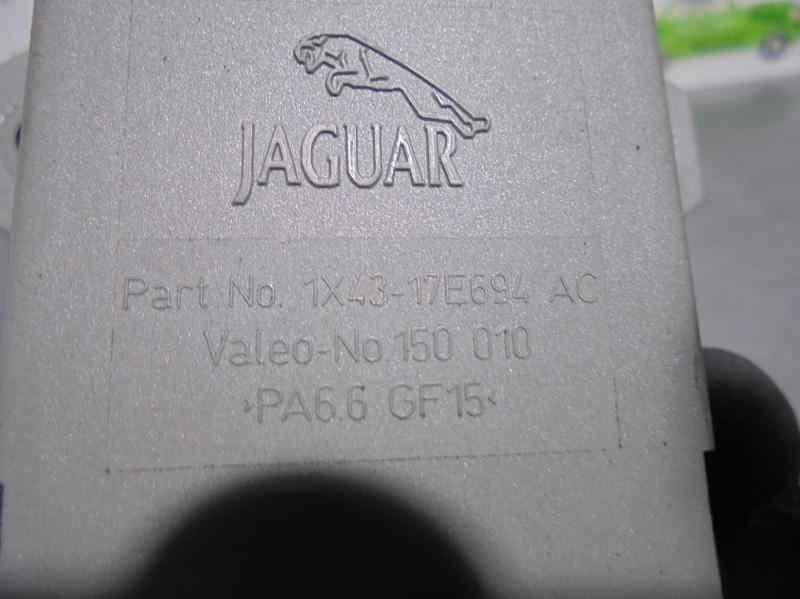 JAGUAR
Part No. 1X43-17E694 AC
Valeo-No.150 010
>PA6.6 GF15<